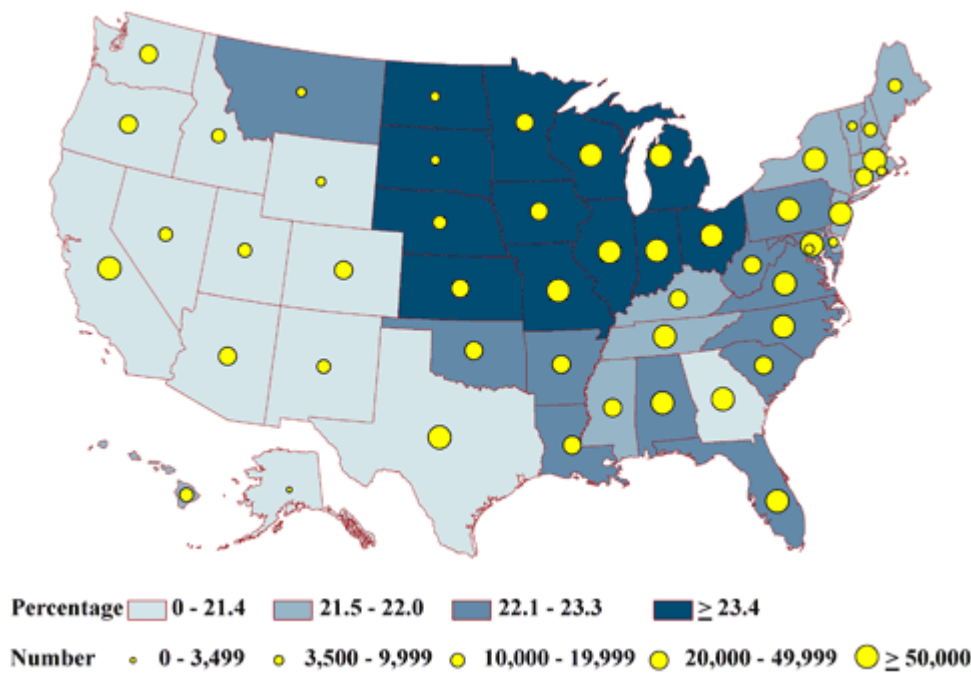 Percentage 0 - 21.4 21.5 - 22.0 22.1 - 23.3 ≥ 23.4
Number 0 - 3,499 3,500 - 9,999 10,000 - 19,999 20,000 - 49,999 ≥ 50,000